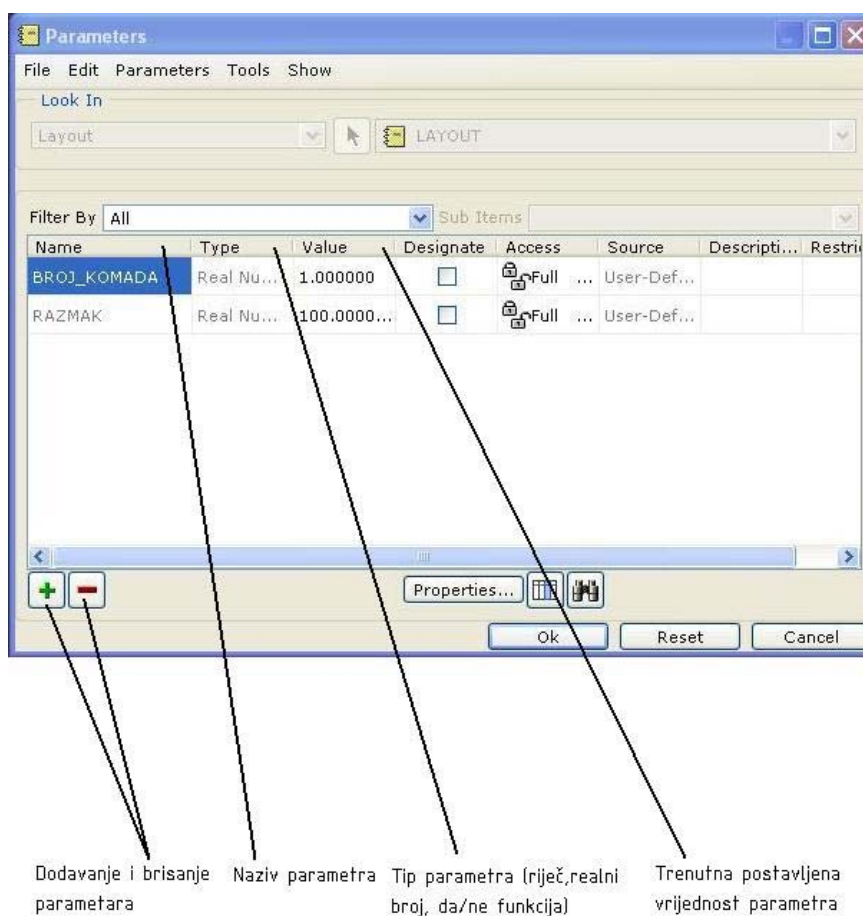 Parameters
File Edit Parameters Tools Show
Look In
Layout LAYOUT
Filter By All Sub Items
Name Type Value Designate Access Source Descripti... Restri
BROJ_KOMADA Real Nu... 1.000000 Full ... User-Def...
RAZMAK Real Nu... 100.0000... Full ... User-Def...
Properties...
Ok Reset Cancel
Dodavanje i brisanje Naziv parametra Tip parametra (riječ,realni Trenutna postavljena
parametara broj, da/ne funkcija) vrijednost parametra